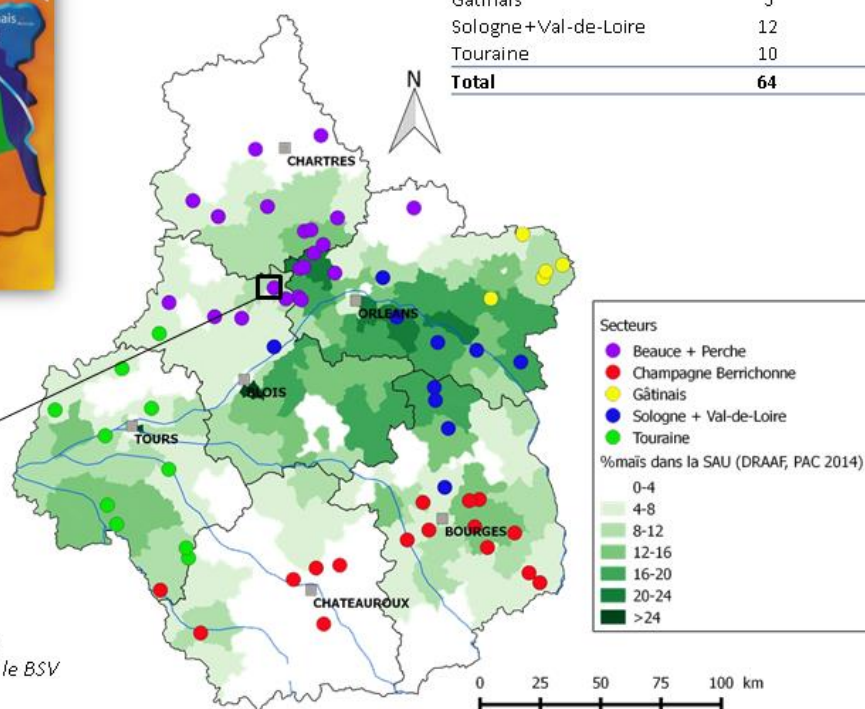 ais
Sologne+Val-de-Loire 12
Touraine 10
Total 64
N
CHARTRES
ORLEANS
BLOIS
TOURS
BOURGES
CHATEAUROUX
Secteurs
Beauce + Perche
Champagne Berrichonne
Gâtinais
Sologne + Val-de-Loire
Touraine
%maïs dans la SAU (DRAAF, PAC 2014)
0-4
4-8
8-12
12-16
16-20
20-24
>24
le BSV
0 25 50 75 100 km